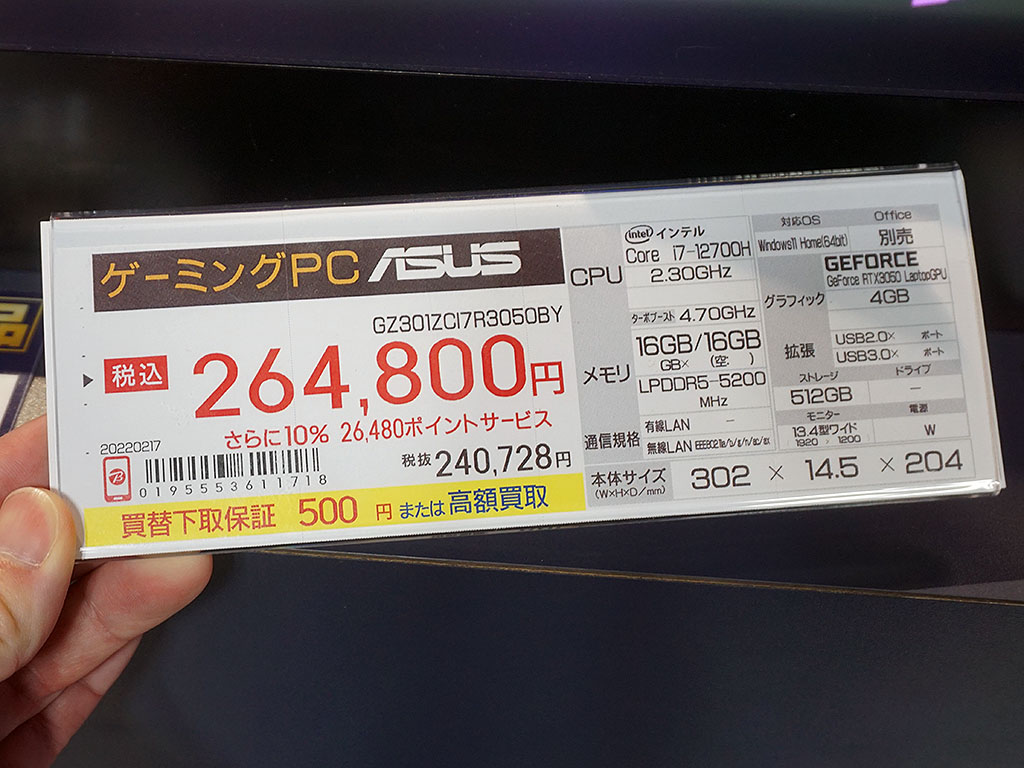 ゲーミングPC ASUS
GZ301ZCI7R3050BY
税込 264,800円
さらに10% 26,480ポイントサービス
20220217
税抜 240,728円
0195553611718
買替下取保証 500 円 または 高額買取
CPU
intel インテル
Core i7-12700H
2.30GHz
ターボブースト 4.70GHz
メモリ
16GB/16GB
GB× (空 )
LPDDR5-5200
MHz
通信規格
有線LAN －
無線LAN
本体サイズ
(W×H×D/mm)
302 × 14.5 × 204
対応OS
Office
Windows11 Home(64bit)
別売
グラフィック
GEFORCE
GeForce RTX3050 LaptopGPU
4GB
拡張
USB2.0× ポート
USB3.0× ポート
ストレージ
ドライブ
512GB
－
モニター
電源
13.4型ワイド
1920 × 1200
W